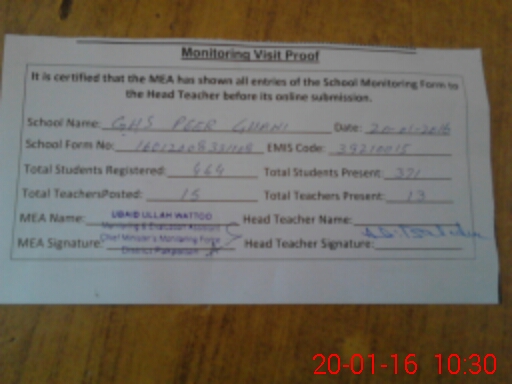 Monitoring Visit Proof
It is certified that the MEA has shown all entries of the School Monitoring Form to
the Head Teacher before its online submission.
School Name: GHS PEER GHANI Date: 20-01-2016
School Form No: EMIS Code: 39210015
Total Students Registered: 464 Total Students Present: 371
Total TeachersPosted: 15 Total Teachers Present: 13
MEA Name: UBAID ULLAH WATTOO Head Teacher Name:
Monitoring & Evaluation Assistant
MEA Signature: Chief Minister's Monitoring Force Head Teacher Signature:
District Pakpattan
20-01-16 10:30